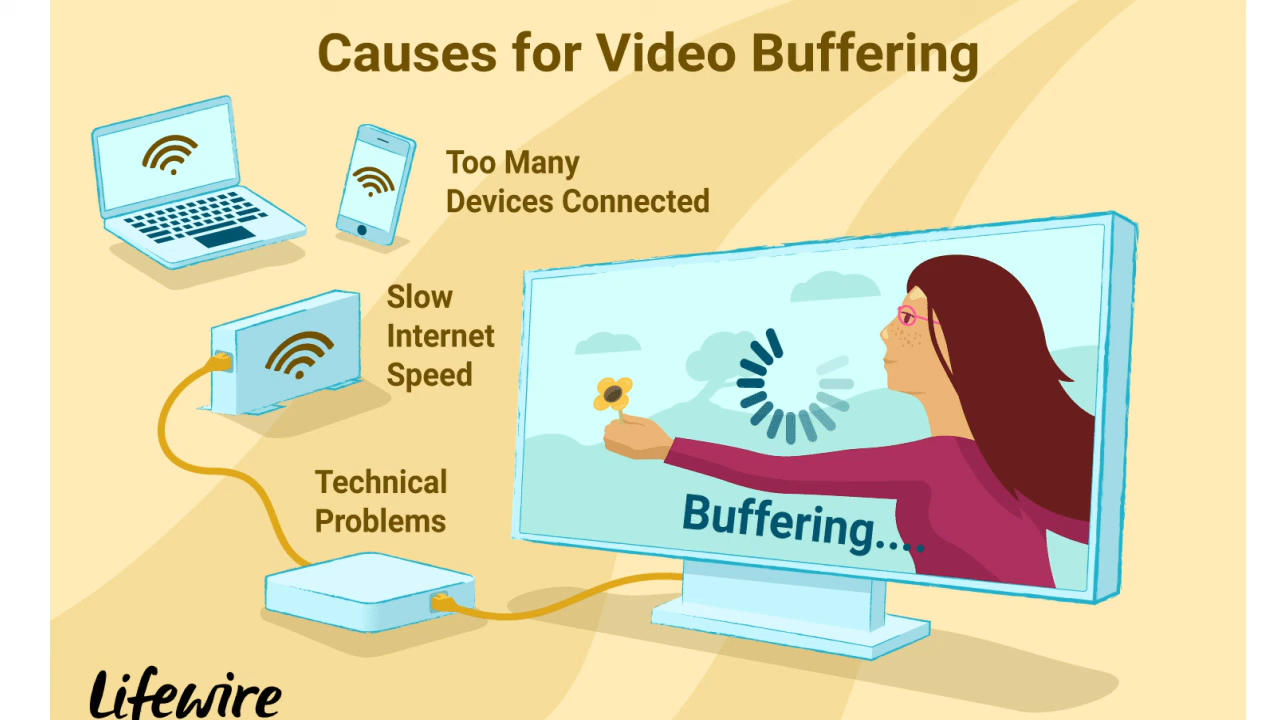 Causes for Video Buffering
Too Many
Devices Connected
Slow
Internet
Speed
Technical
Problems
Buffering....
Lifewire